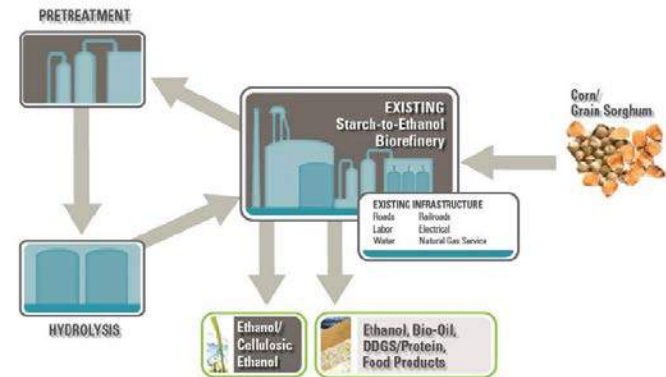 PRETREATMENT
EXISTING
Starch-to-Ethanol
Biorefinery
Corn/
Grain Sorghum
EXISTING INFRASTRUCTURE
Roads Railroads
Labor Electrical
Water Natural Gas Service
HYDROLYSIS
Ethanol/
Cellulosic
Ethanol
Ethanol, Bio-Oil,
DDGS/Protein,
Food Products